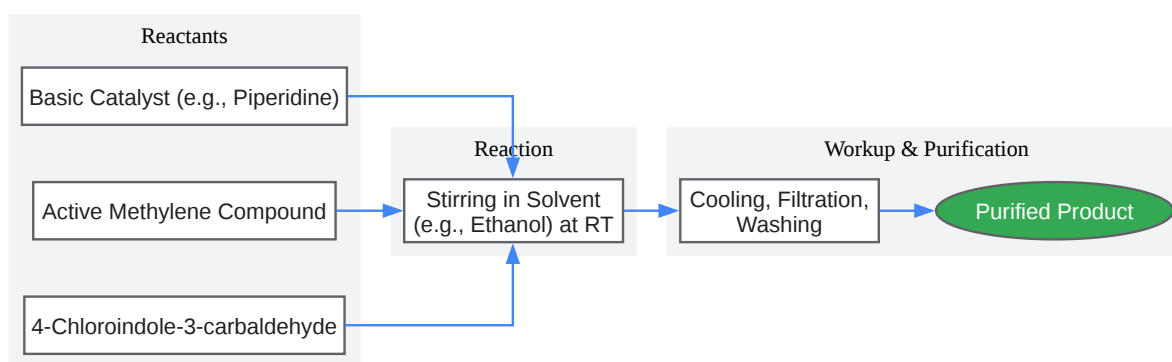 Reactants
Basic Catalyst (e.g., Piperidine)
Active Methylene Compound
4-Chloroindole-3-carbaldehyde
Reaction
Stirring in Solvent
(e.g., Ethanol) at RT
Workup & Purification
Cooling, Filtration,
Washing
Purified Product